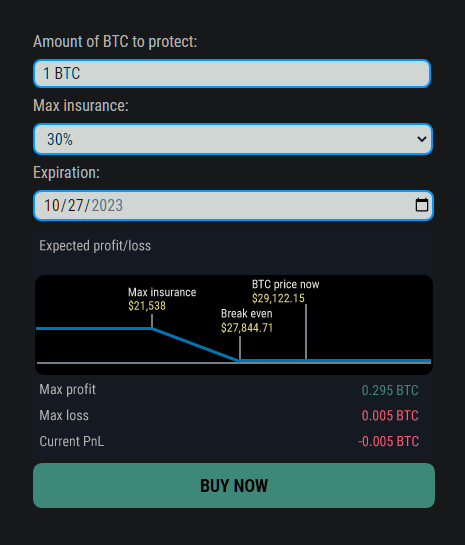 Amount of BTC to protect:
1 BTC
Max insurance:
30%
Expiration:
10/27/2023
Expected profit/loss
BTC price now
$29,122.15
Max insurance
$21,538
Break even
$27,844.71
Max profit 0.295 BTC
Max loss 0.005 BTC
Current PnL -0.005 BTC
BUY NOW